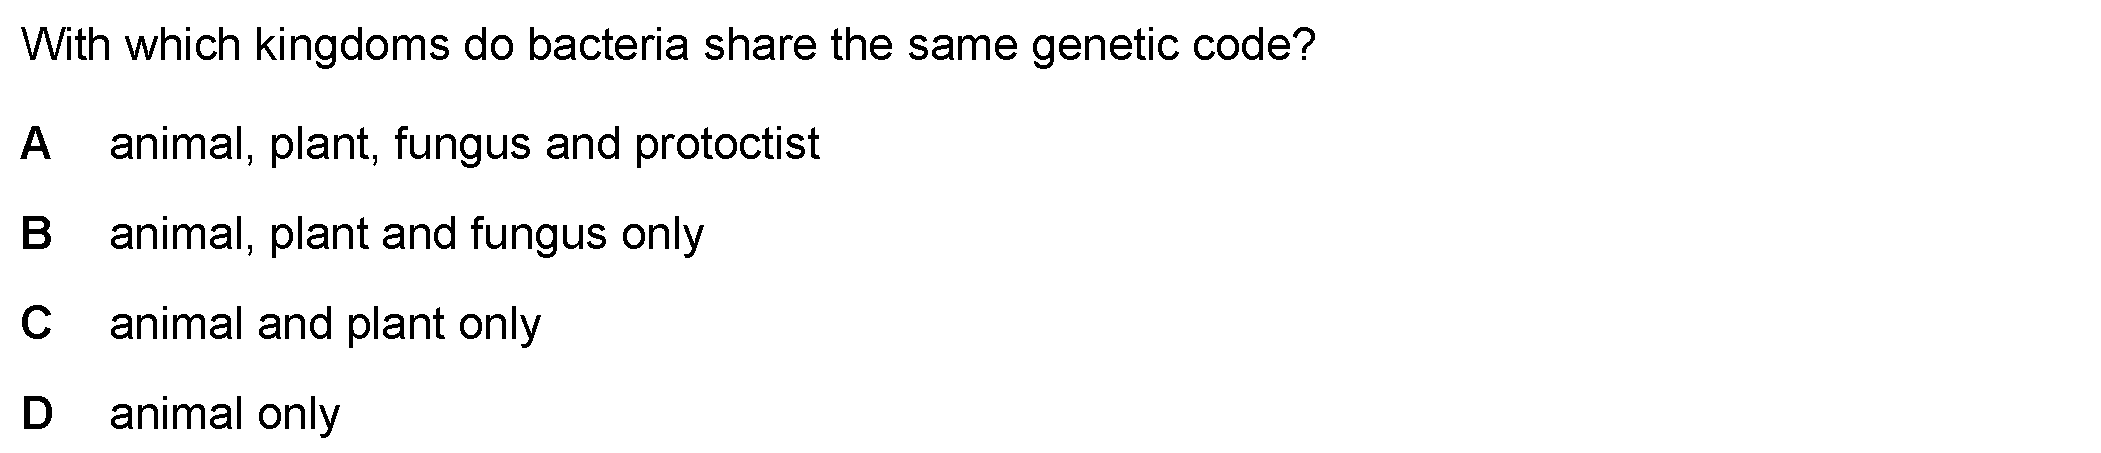 With which kingdoms do bacteria share the same genetic code?
A animal, plant, fungus and protoctist
B animal, plant and fungus only
C animal and plant only
D animal only